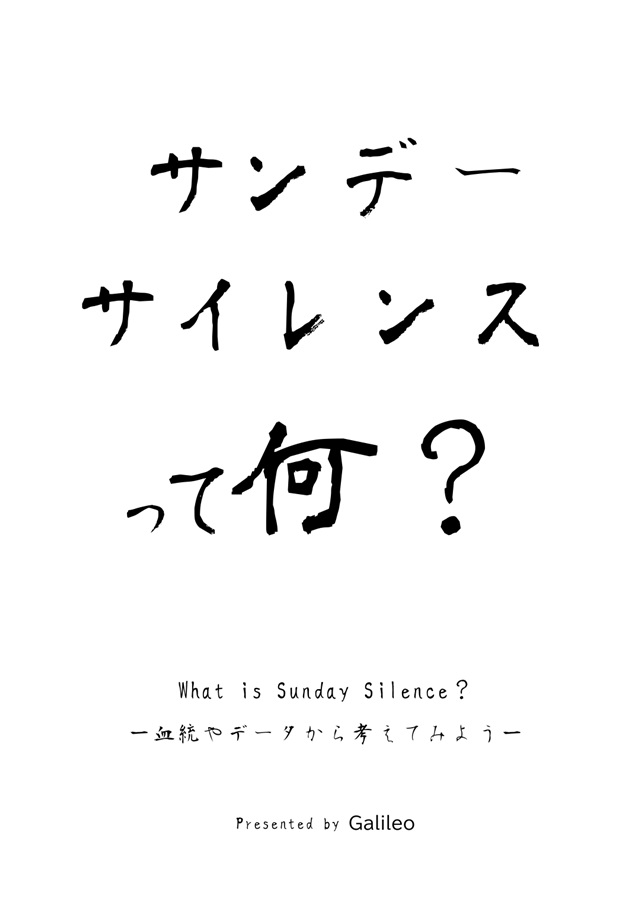 サンデー
サイレンス
って何？
What is Sunday Silence？
ー血統やデータから考えてみようー
Presented by Galileo